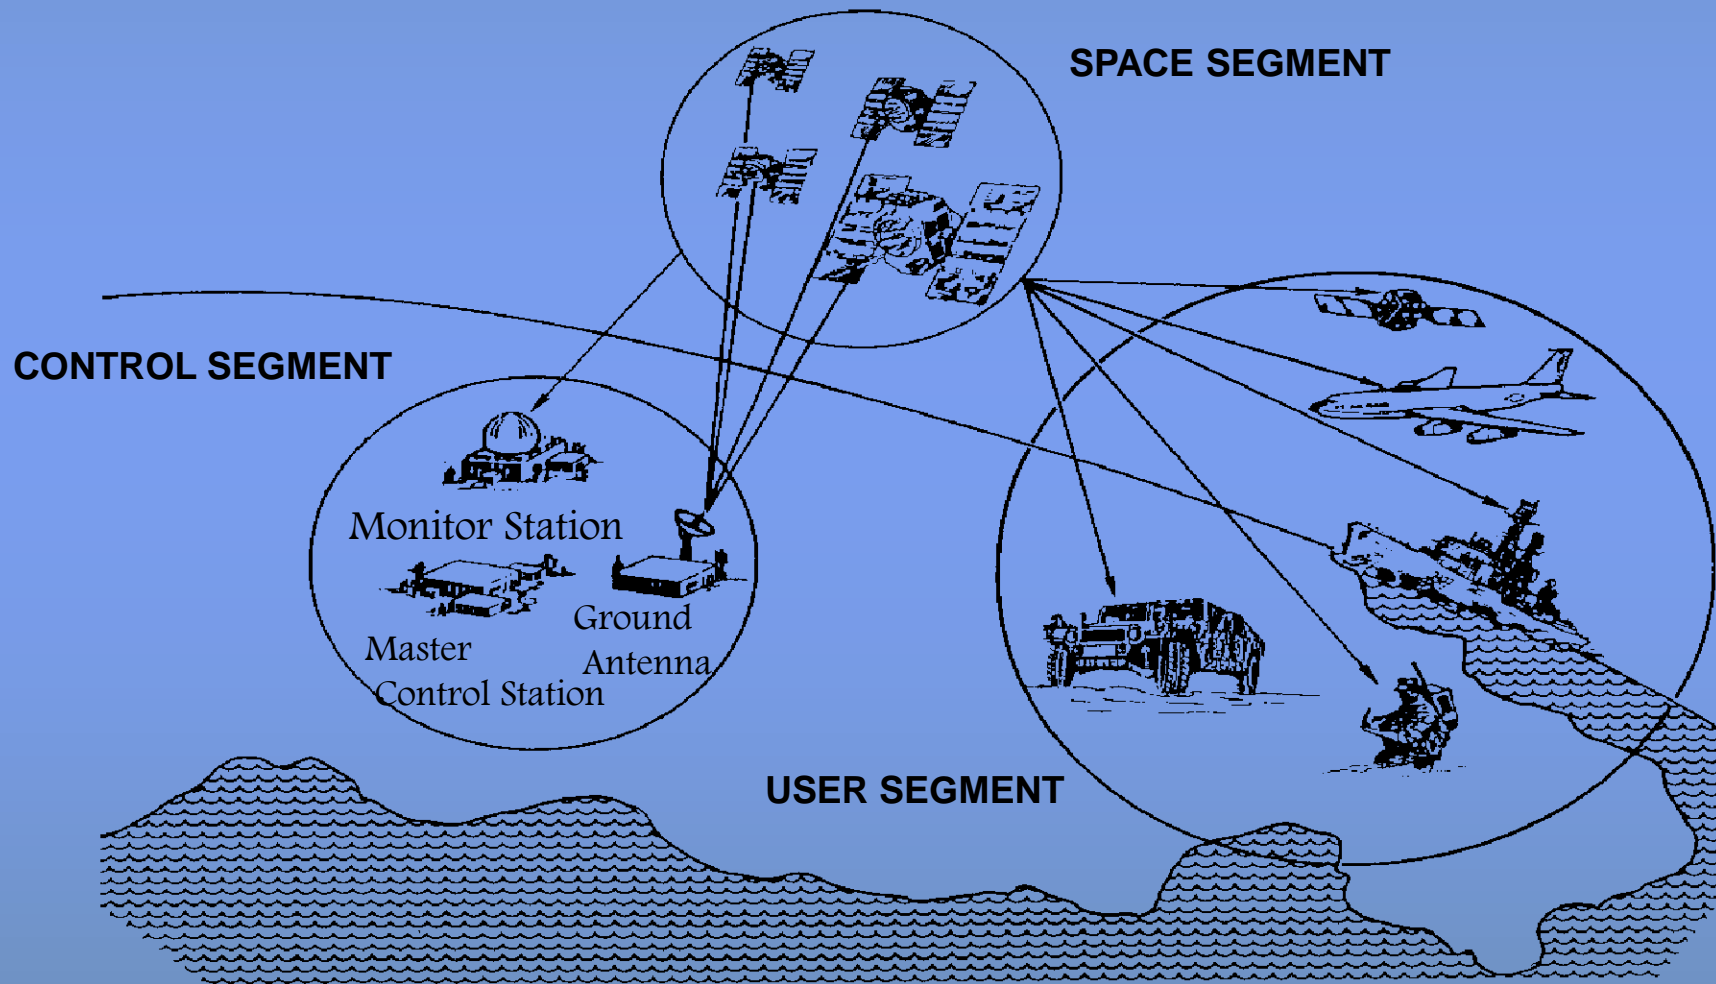 SPACE SEGMENT
CONTROL SEGMENT
Monitor Station
Ground
Antenna
Master
Control Station
USER SEGMENT